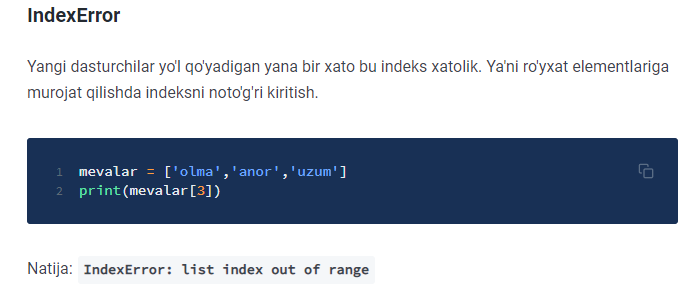 IndexError
Yangi dasturchilar yo'l qo'yadigan yana bir xato bu indeks xatolik. Ya'ni ro'yxat elementlariga
murojat qilishda indeksni noto'g'ri kiritish.
1 mevalar = ['olma','anor','uzum']
2 print(mevalar[3])
Natija: IndexError: list index out of range